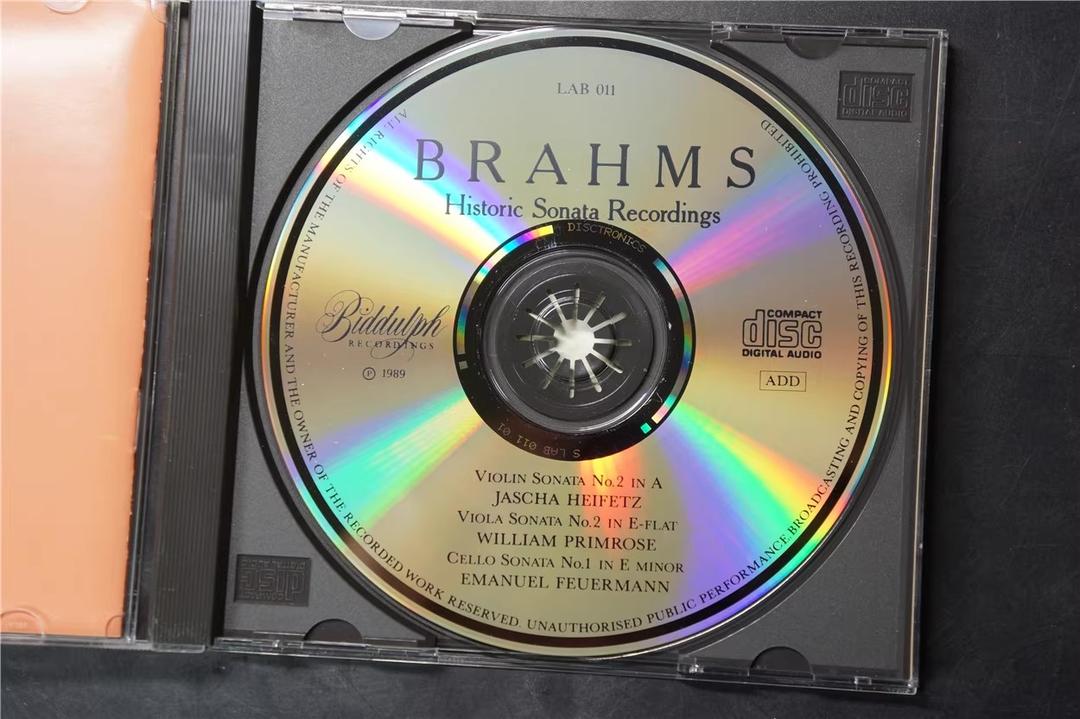 LAB 011
BRAHMS
Historic Sonata Recordings
DISCTRONICS
Biddulph
RECORDINGS
Ⓟ 1989
COMPACT
disc
DIGITAL AUDIO
ADD
S LAB 011 01
VIOLIN SONATA No.2 IN A
JASCHA HEIFETZ
VIOLA SONATA No.2 IN E-FLAT
WILLIAM PRIMROSE
CELLO SONATA No.1 IN E MINOR
EMANUEL FEUERMANN
ALL RIGHTS OF THE MANUFACTURER AND THE OWNER OF THE RECORDED WORK RESERVED. UNAUTHORISED PUBLIC PERFORMANCE, BROADCASTING AND COPYING OF THIS RECORDING PROHIBITED
COMPACT
disc
DIGITAL AUDIO
COMPACT
disc